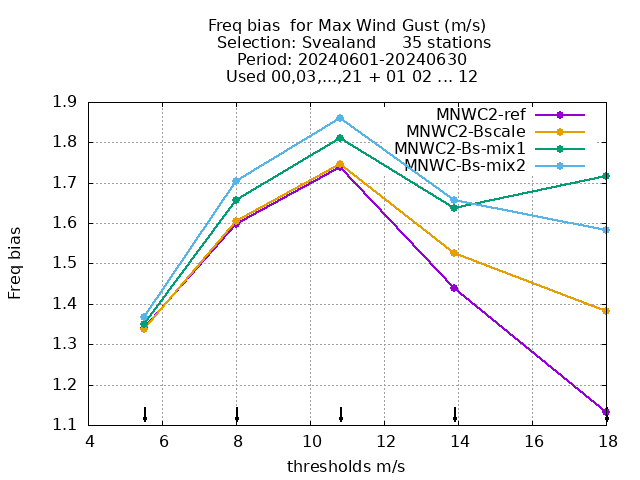 Freq bias  for Max Wind Gust (m/s)
Selection: Svealand     35 stations
Period: 20240601-20240630
Used 00,03,...,21 + 01 02 ... 12
1.9
1.8
1.7
1.6
1.5
1.4
1.3
1.2
1.1
Freq bias
MNWC2-ref
MNWC2-Bscale
MNWC2-Bs-mix1
MNWC-Bs-mix2
4 6 8 10 12 14 16 18
thresholds m/s